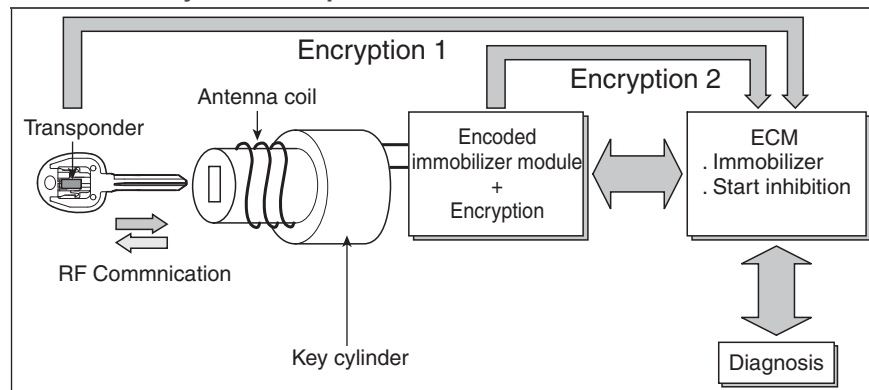 Encryption 1
Encryption 2
Antenna coil
Transponder
Encoded
immobilizer module
+
Encryption
ECM
. Immobilizer
. Start inhibition
RF Commnication
Key cylinder
Diagnosis